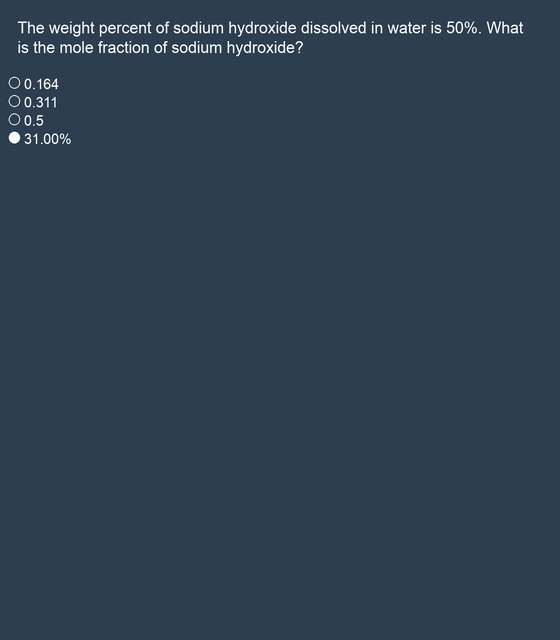 The weight percent of sodium hydroxide dissolved in water is 50%. What
is the mole fraction of sodium hydroxide?
0.164
0.311
0.5
31.00%